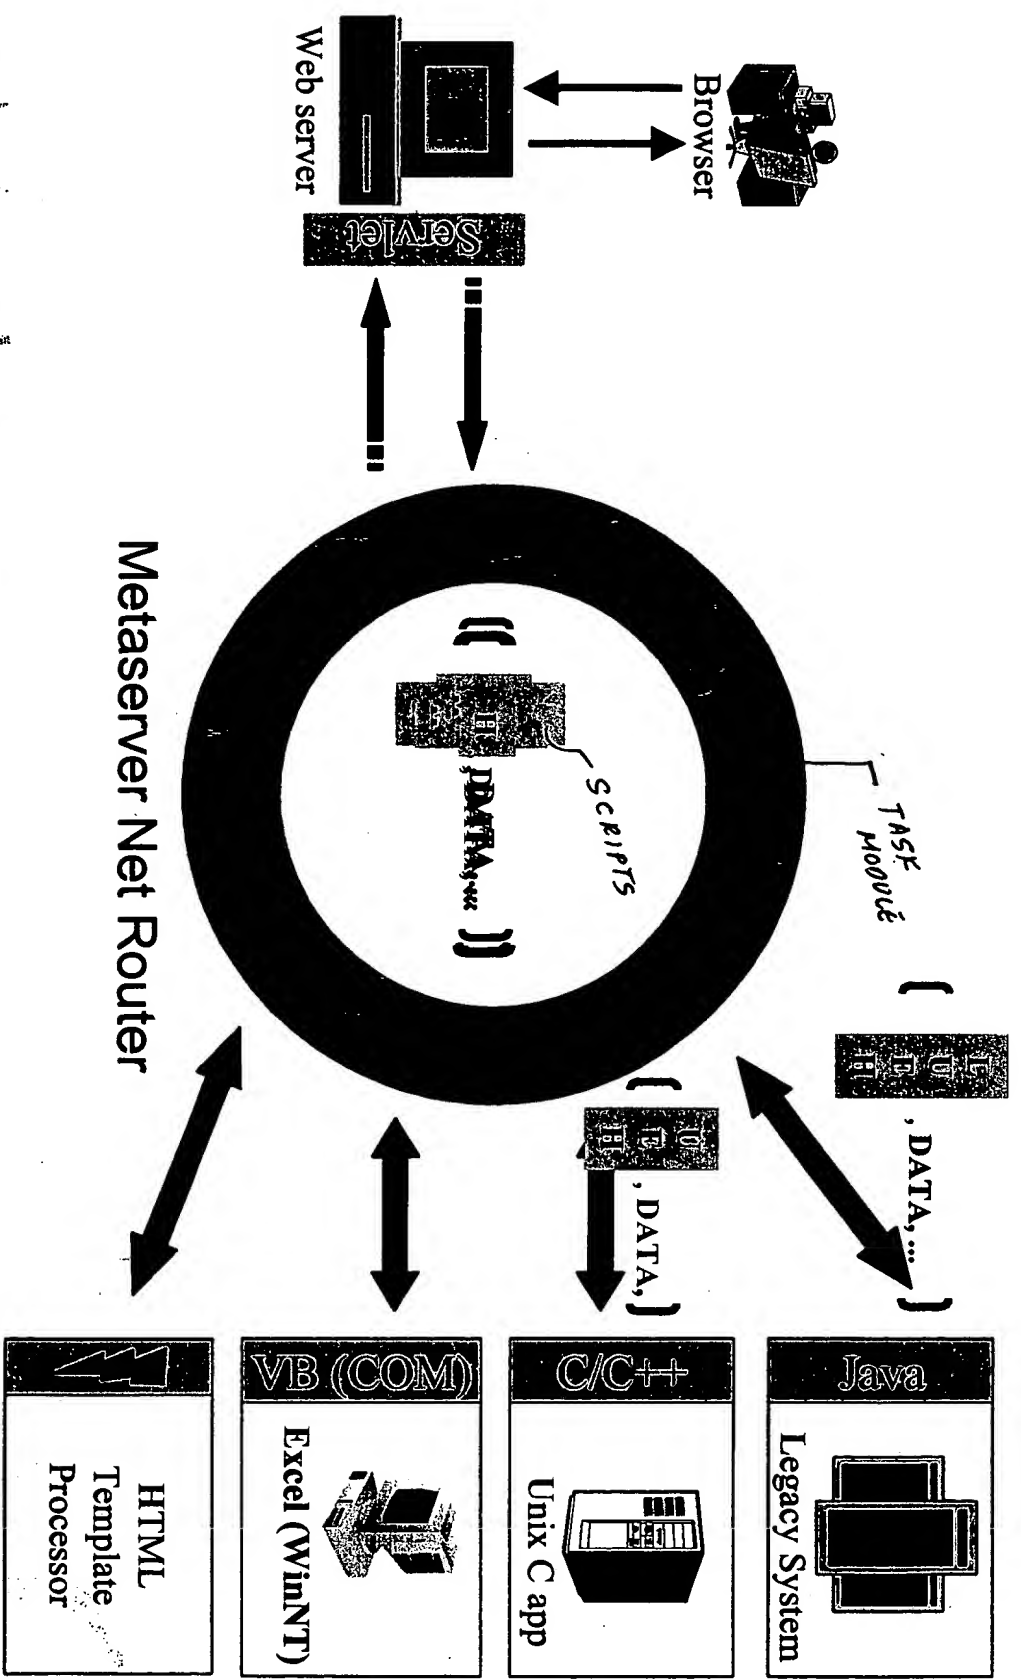 Browser
Web server
Servlet
Metaserver Net Router
SCRIPTS
TASK
MODULE
H
, DATA, ...
L
U
E
H
, DATA, ...
U
E
H
, DATA,
Java
Legacy System
C/C++
Unix C app
VB (COM)
Excel (WinNT)
HTML
Template
Processor